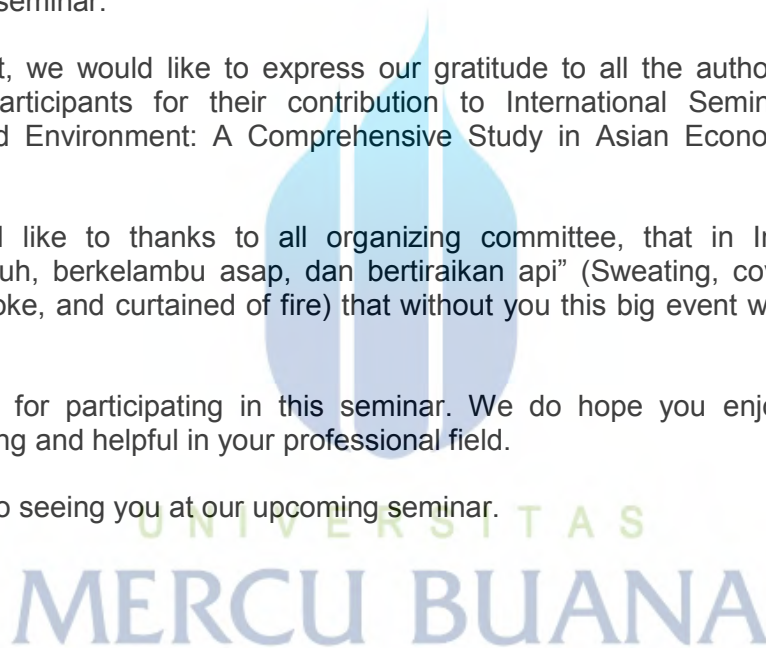 seminar.
t, we would like to express our gratitude to all the autho
articipants for their contribution to International Semin
d Environment: A Comprehensive Study in Asian Econo
l like to thanks to all organizing committee, that in In
uh, berkelambu asap, dan bertiraikan api” (Sweating, cov
oke, and curtained of fire) that without you this big event w
for participating in this seminar. We do hope you enj
ng and helpful in your professional field.
o seeing you at our upcoming seminar.
UNIVERSITAS
MERCU BUANA